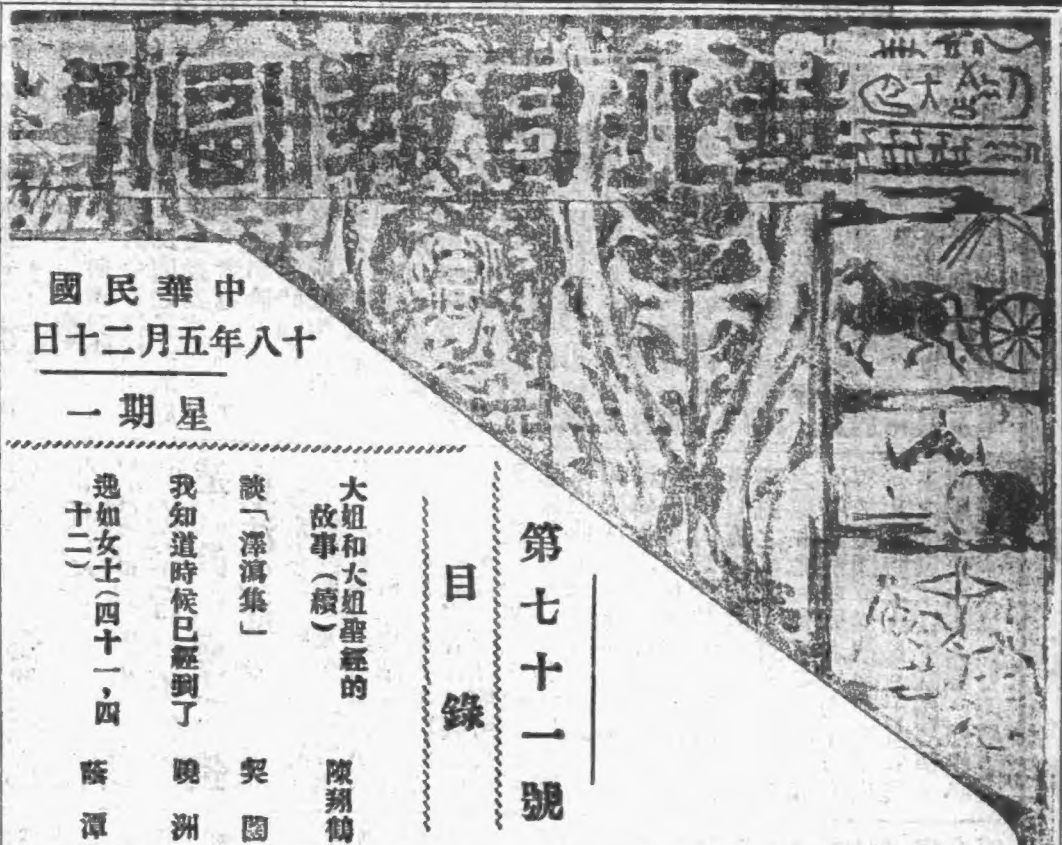 中華民國
十八年五月二十日
星期一
第七十一號
目錄
大姐和大姐聖經的
故事（續） 陳翔鶴
談「澤瀉集」 契
我知道時候已經到了 曉洲
逸如女士（四十一，四
十二） 蔭潭